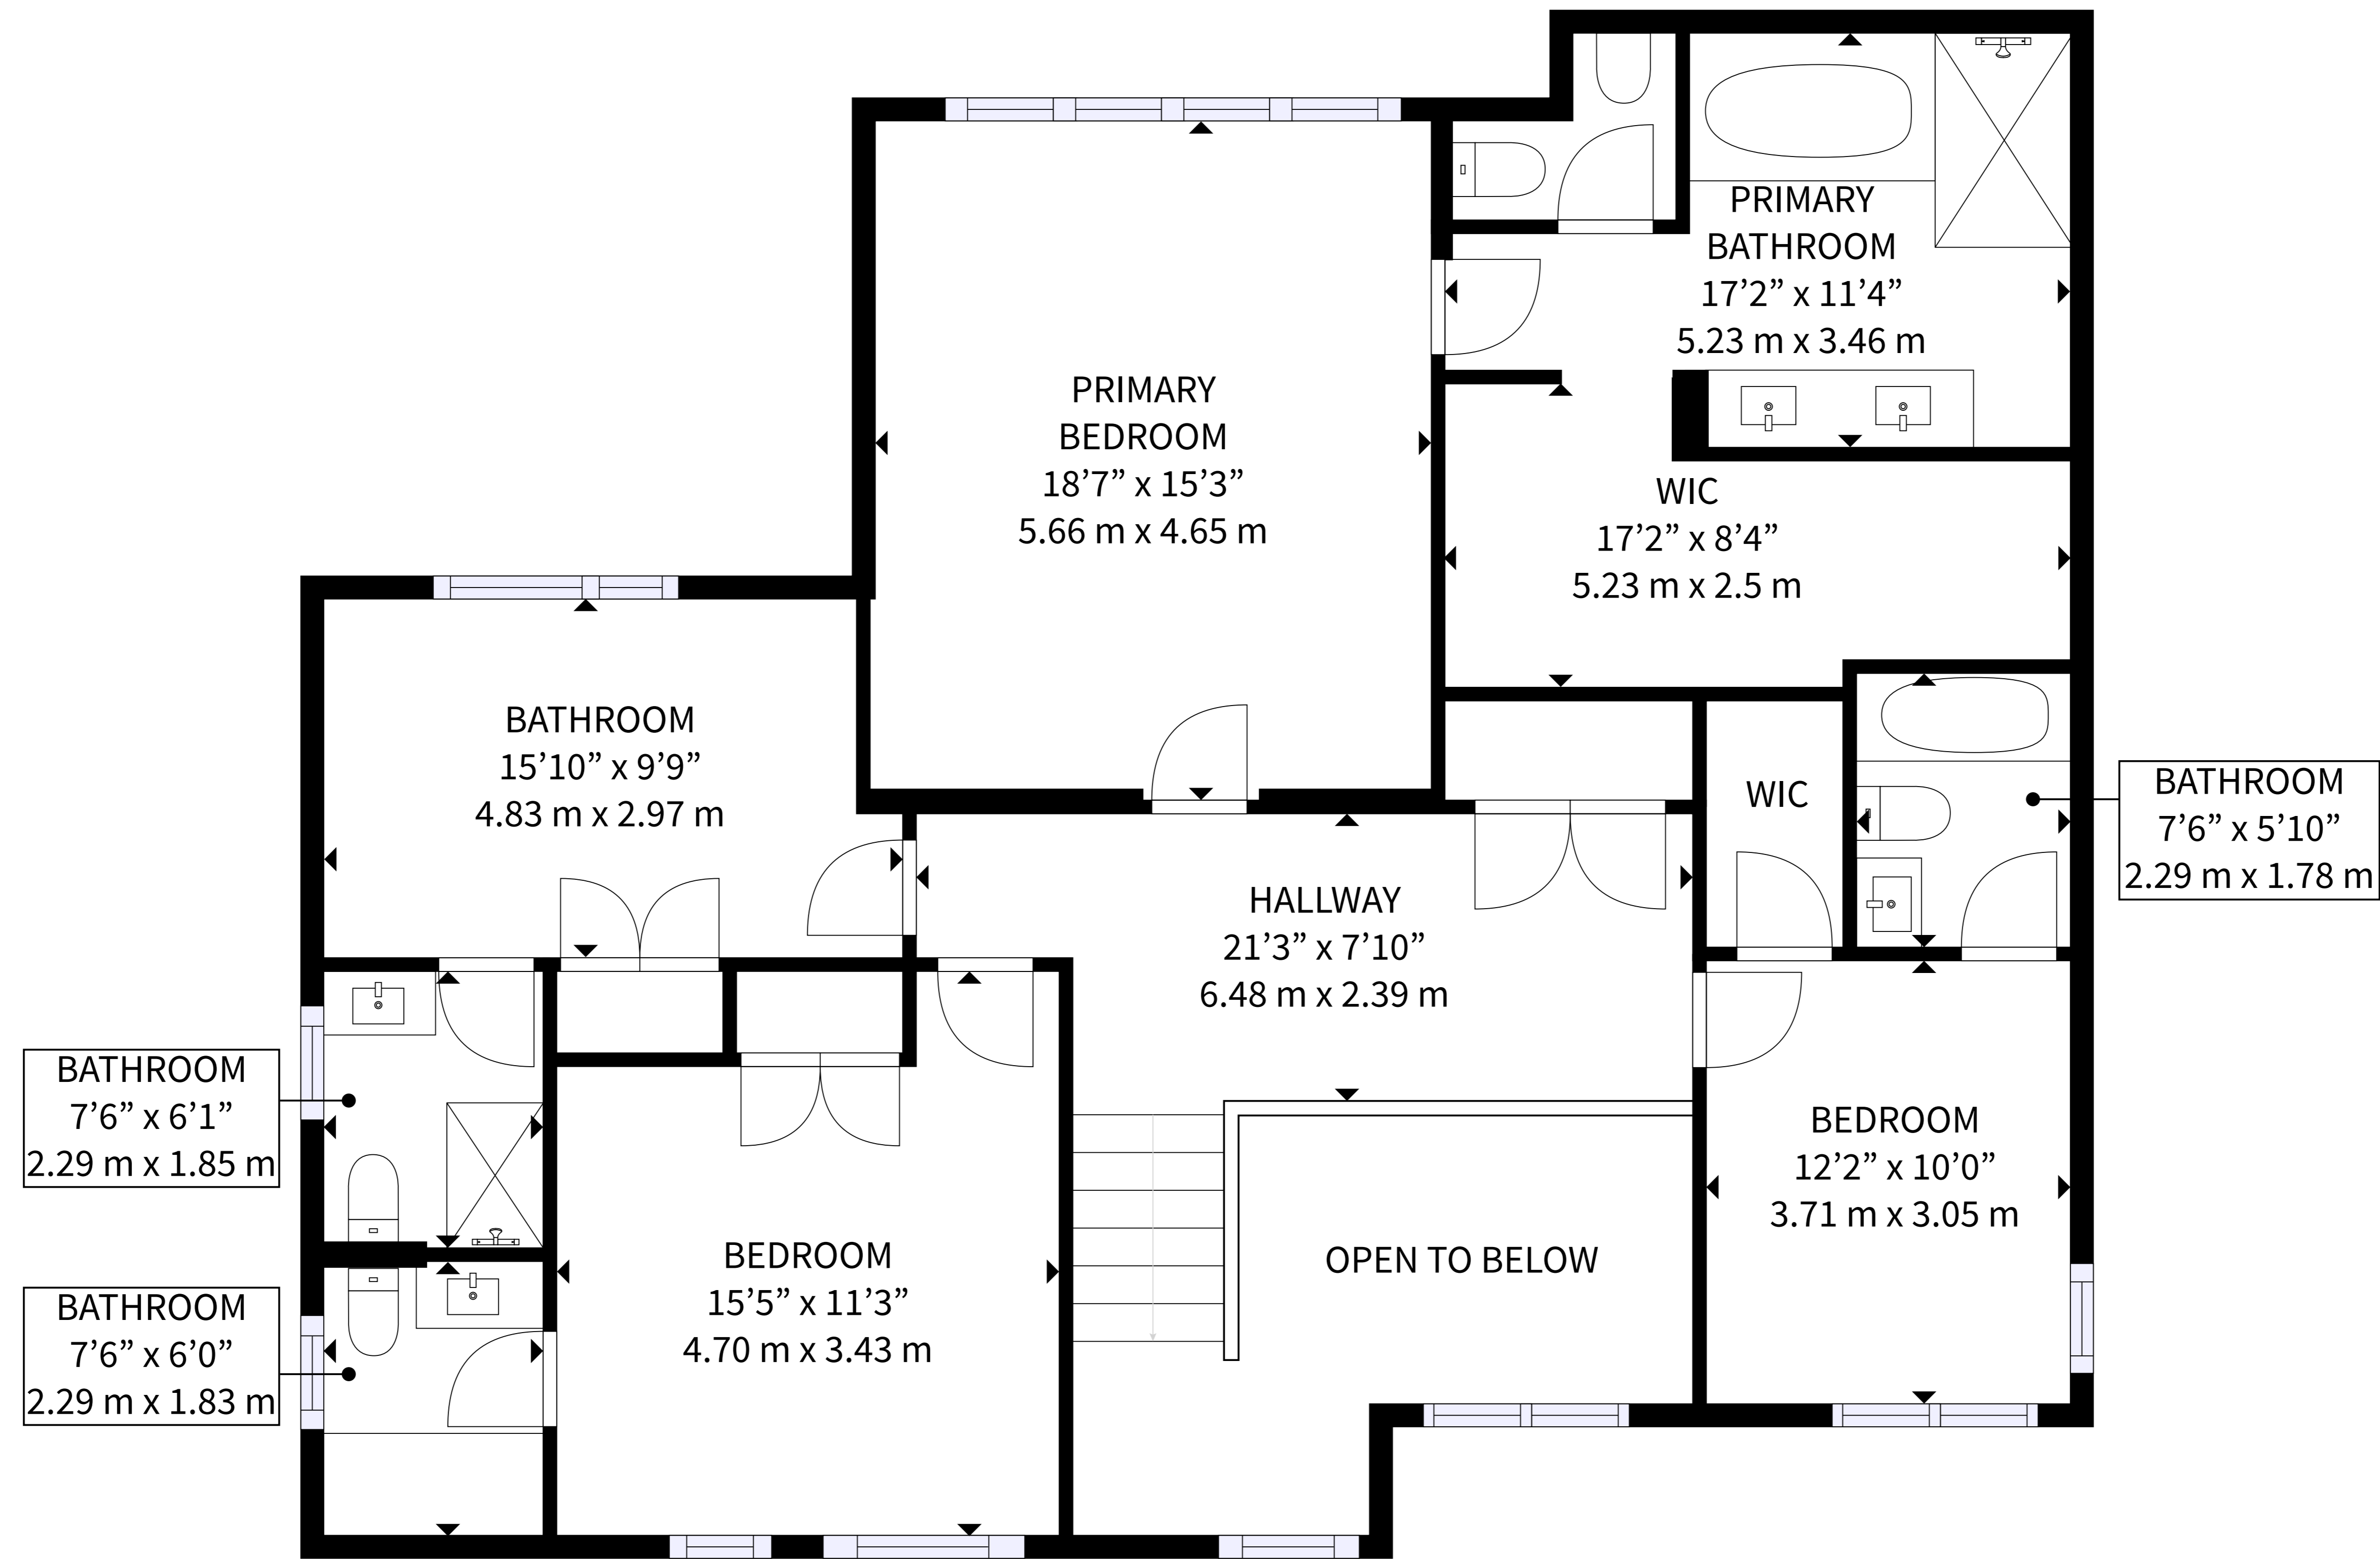 PRIMARY
BATHROOM
17’2” x 11’4”
5.23 m x 3.46 m
PRIMARY
BEDROOM
18’7” x 15’3”
5.66 m x 4.65 m
WIC
17’2” x 8’4”
5.23 m x 2.5 m
BATHROOM
15’10” x 9’9”
4.83 m x 2.97 m
WIC
BATHROOM
7’6” x 5’10”
2.29 m x 1.78 m
HALLWAY
21’3” x 7’10”
6.48 m x 2.39 m
BATHROOM
7’6” x 6’1”
2.29 m x 1.85 m
BEDROOM
12’2” x 10’0”
3.71 m x 3.05 m
BEDROOM
15’5” x 11’3”
4.70 m x 3.43 m
OPEN TO BELOW
BATHROOM
7’6” x 6’0”
2.29 m x 1.83 m